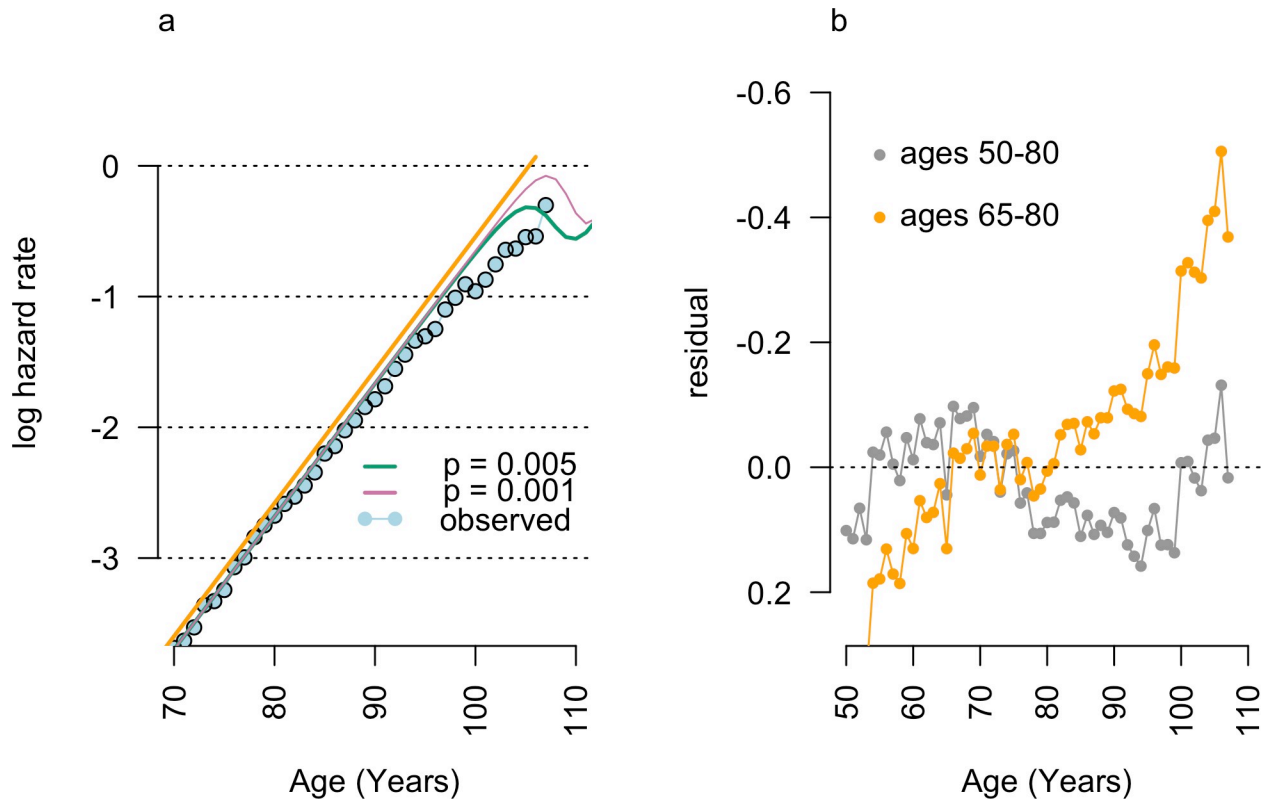 a
0
-1
-2
-3
log hazard rate
p = 0.005
p = 0.001
observed
70
80
90
100
110
Age (Years)
b
-0.6
-0.4
-0.2
0.0
0.2
residual
ages 50-80
ages 65-80
50
60
70
80
90
100
110
Age (Years)